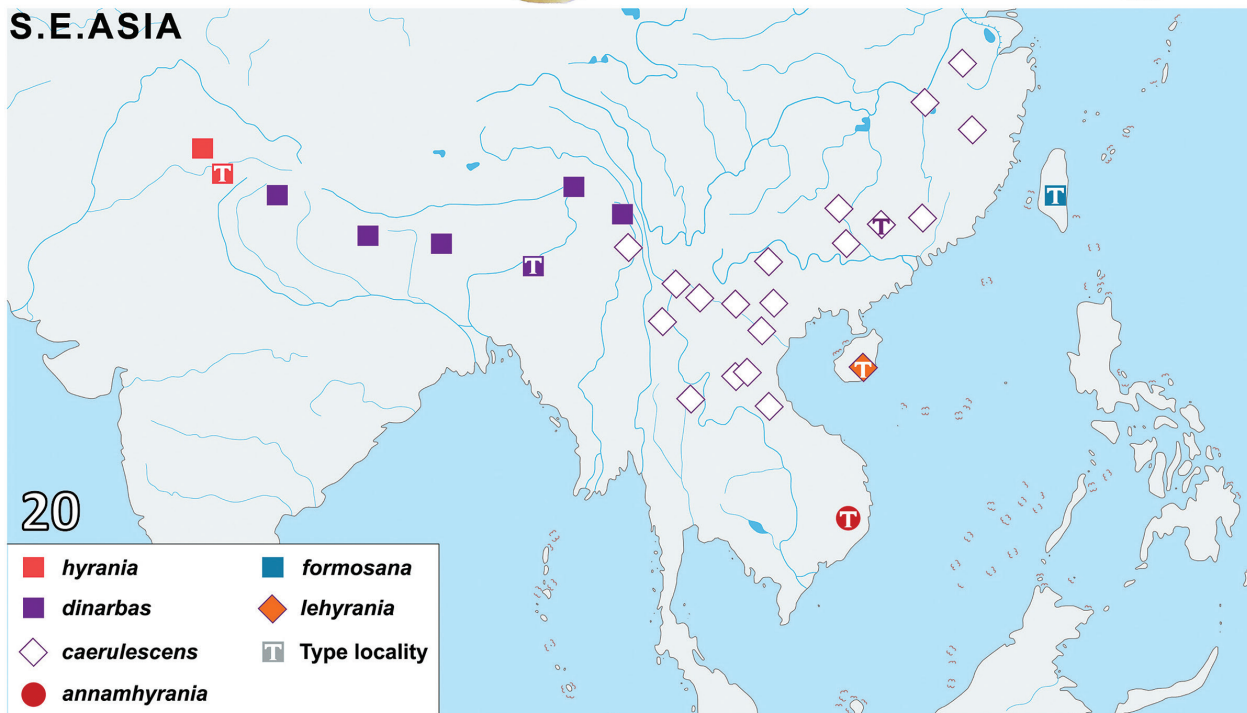 S.E.ASIA
T
T
T
T
T
T
T
20
hyrania
formosana
dinarbas
lehyrania
caerulescens
T Type locality
annamhyrania